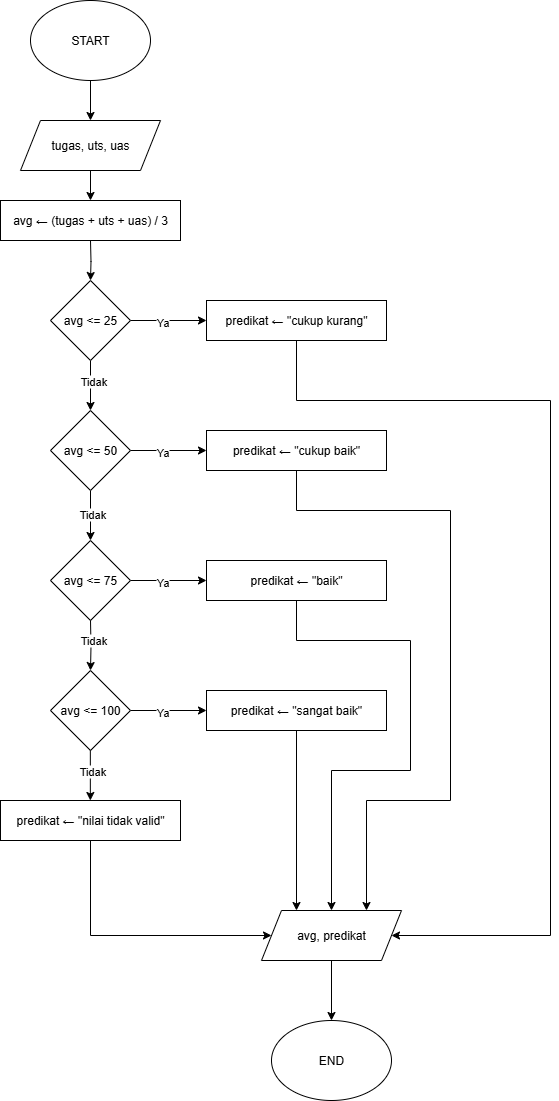 START
tugas, uts, uas
avg ← (tugas + uts + uas) / 3
avg <= 25
Ya
predikat ← "cukup kurang"
Tidak
avg <= 50
Ya
predikat ← "cukup baik"
Tidak
avg <= 75
Ya
predikat ← "baik"
Tidak
avg <= 100
Ya
predikat ← "sangat baik"
Tidak
predikat ← "nilai tidak valid"
avg, predikat
END